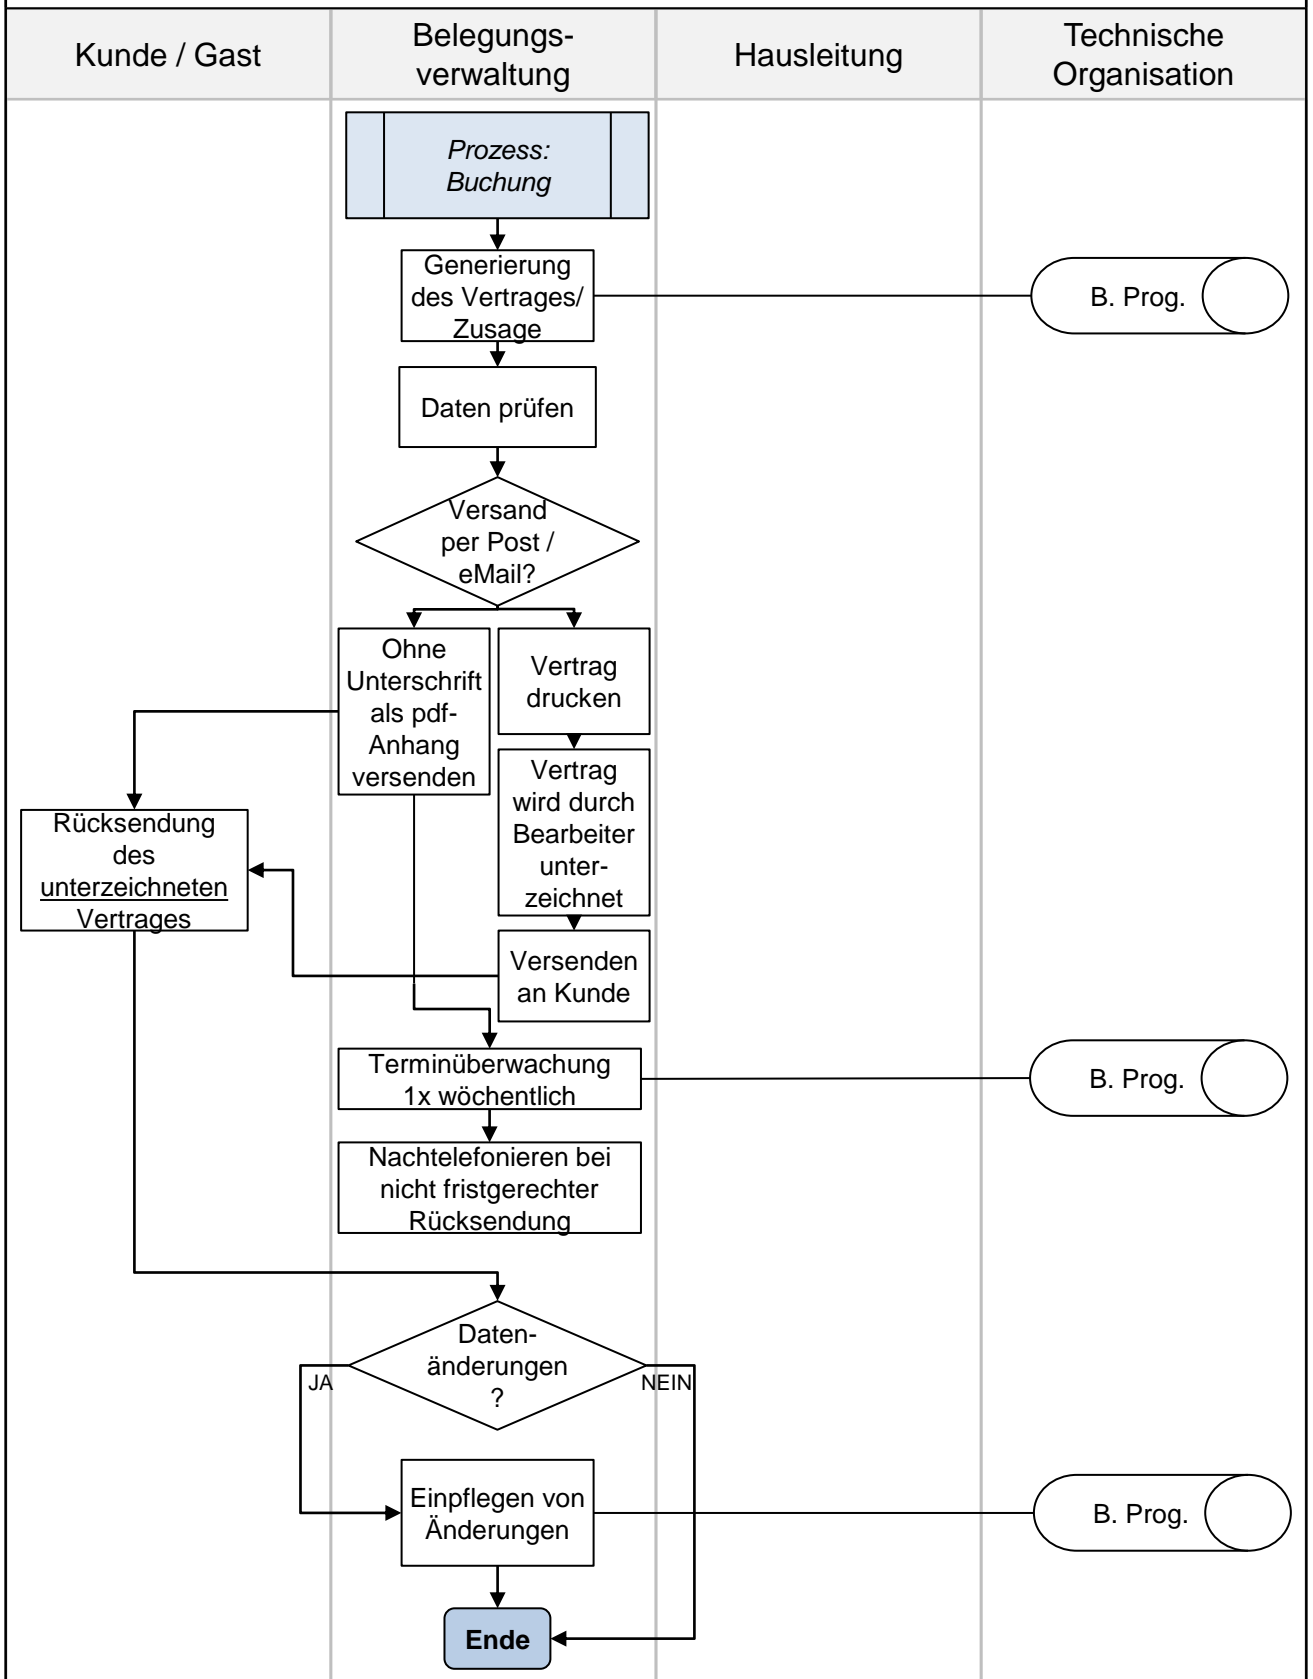 Kunde / Gast
Belegungs-
verwaltung
Hausleitung
Technische
Organisation
Prozess:
Buchung
Generierung
des Vertrages/
Zusage
B. Prog.
Daten prüfen
Versand
per Post /
eMail?
Ohne
Unterschrift
als pdf-
Anhang
versenden
Vertrag
drucken
Vertrag
wird durch
Bearbeiter
unter-
zeichnet
Rücksendung
des
unterzeichneten
Vertrages
Versenden
an Kunde
Terminüberwachung
1x wöchentlich
B. Prog.
Nachtelefonieren bei
nicht fristgerechter
Rücksendung
Daten-
änderungen
?
JA
NEIN
Einpflegen von
Änderungen
B. Prog.
Ende